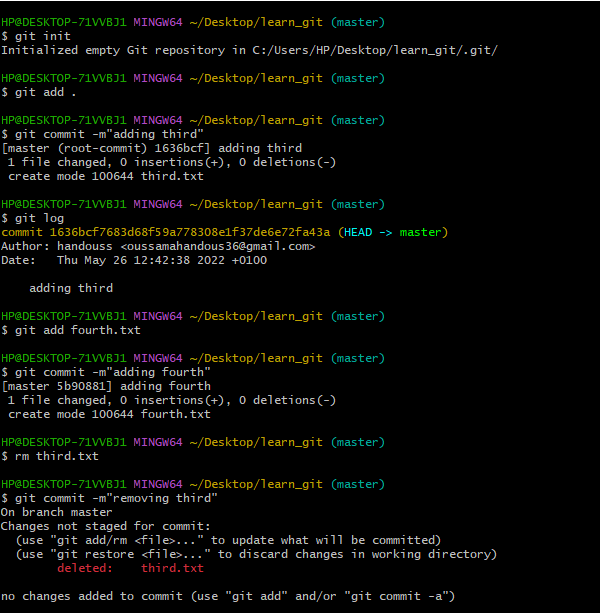 HP@DESKTOP-71VVBJ1 MINGW64 ~/Desktop/learn_git (master)
$ git init
Initialized empty Git repository in C:/Users/HP/Desktop/learn_git/.git/

HP@DESKTOP-71VVBJ1 MINGW64 ~/Desktop/learn_git (master)
$ git add .

HP@DESKTOP-71VVBJ1 MINGW64 ~/Desktop/learn_git (master)
$ git commit -m"adding third"
[master (root-commit) 1636bcf] adding third
 1 file changed, 0 insertions(+), 0 deletions(-)
 create mode 100644 third.txt

HP@DESKTOP-71VVBJ1 MINGW64 ~/Desktop/learn_git (master)
$ git log
commit 1636bcf7683d68f59a778308e1f37de6e72fa43a (HEAD -> master)
Author: handouss <oussamahandous36@gmail.com>
Date:   Thu May 26 12:42:38 2022 +0100

    adding third

HP@DESKTOP-71VVBJ1 MINGW64 ~/Desktop/learn_git (master)
$ git add fourth.txt

HP@DESKTOP-71VVBJ1 MINGW64 ~/Desktop/learn_git (master)
$ git commit -m"adding fourth"
[master 5b90881] adding fourth
 1 file changed, 0 insertions(+), 0 deletions(-)
 create mode 100644 fourth.txt

HP@DESKTOP-71VVBJ1 MINGW64 ~/Desktop/learn_git (master)
$ rm third.txt

HP@DESKTOP-71VVBJ1 MINGW64 ~/Desktop/learn_git (master)
$ git commit -m"removing third"
On branch master
Changes not staged for commit:
  (use "git add/rm <file>..." to update what will be committed)
  (use "git restore <file>..." to discard changes in working directory)
        deleted:    third.txt

no changes added to commit (use "git add" and/or "git commit -a")